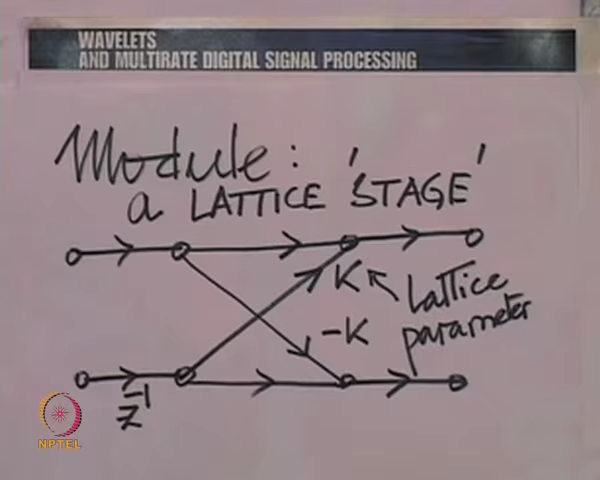 WAVELETS
AND MULTIRATE DIGITAL SIGNAL PROCESSING
Module:
a LATTICE 'STAGE'
K
Lattice
parameter
-K
z⁻¹
NPTEL